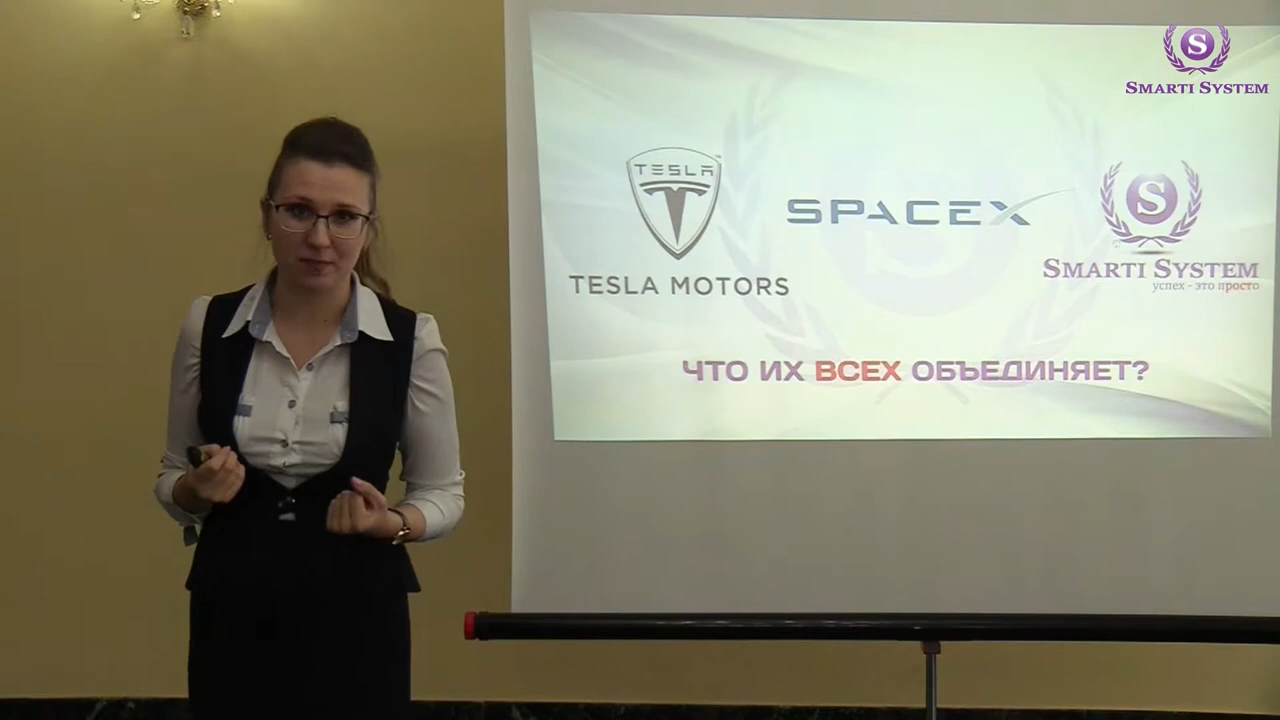 S
SMARTI SYSTEM
TESLA
TESLA MOTORS
SPACEX
S
SMARTI SYSTEM
успех - это просто
ЧТО ИХ ВСЕХ ОБЪЕДИНЯЕТ?